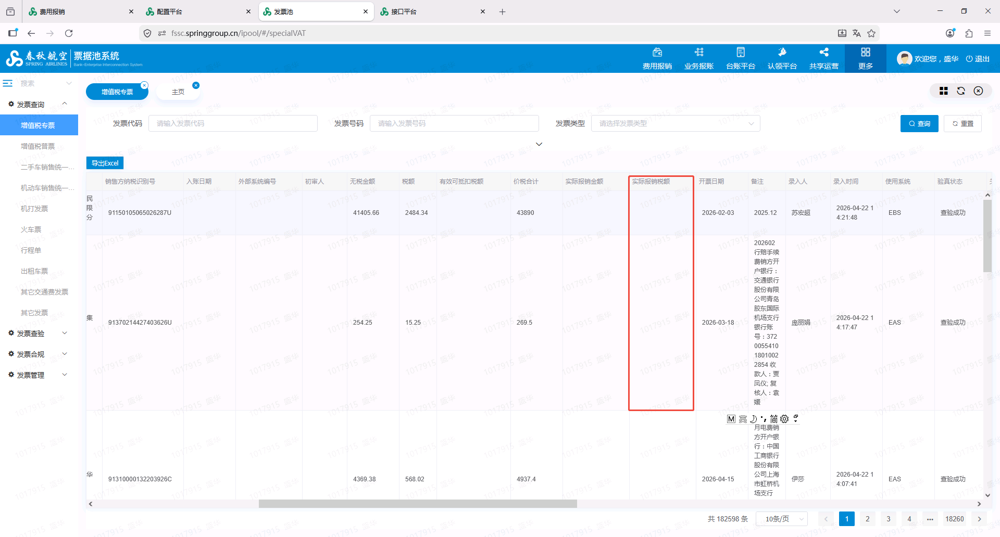 费用报销
配置平台
发票池
接口平台
fssc.springgroup.cn/ipool/#/specialVAT
春秋航空
SPRING AIRLINES
票据池系统
Bank-Enterprise Interconnection System
费用报销
业务报账
台账平台
认领平台
共享运营
更多
欢迎您，盛华
退出
搜索
发票查询
增值税专票
增值税普票
二手车销售统一...
机动车销售统一...
机打发票
火车票
行程单
出租车票
其它交通费发票
其它发票
发票查验
发票合规
发票管理
增值税专票
主页
发票代码
请输入发票代码
发票号码
请输入发票号码
发票类型
请选择发票类型
查询
重置
导出Excel
销售方纳税识别号
入账日期
外部系统编号
初审人
无税金额
税额
有效可抵扣税额
价税合计
实际报销金额
实际报销税额
开票日期
备注
录入人
录入时间
使用系统
验真状态
民
限
分
91150105065026287U
41405.66
2484.34
43890
2026-02-03
2025.12
苏宏超
2026-04-22 1
4:21:48
EBS
查验成功
集
91370214427403626U
254.25
15.25
269.5
2026-03-18
202602
行赔手续
费销方开
户银行：
交通银行
股份有限
公司青岛
胶东国际
机场支行
银行账
号：372
0055410
1801002
2854 收
款人：贾
凤仪; 复
核人：袁
媛
庞丽娟
2026-04-22 1
4:17:47
EAS
查验成功
M 英 简
华
91310000132203926C
4369.38
568.02
4937.4
2026-04-15
月电费销
方开户银
行：中国
工商银行
股份有限
公司上海
市虹桥机
场支行
伊莎
2026-04-22 1
4:07:41
EAS
查验成功
共 182598 条
10条/页
1
2
3
4
18260
1017915 盛华